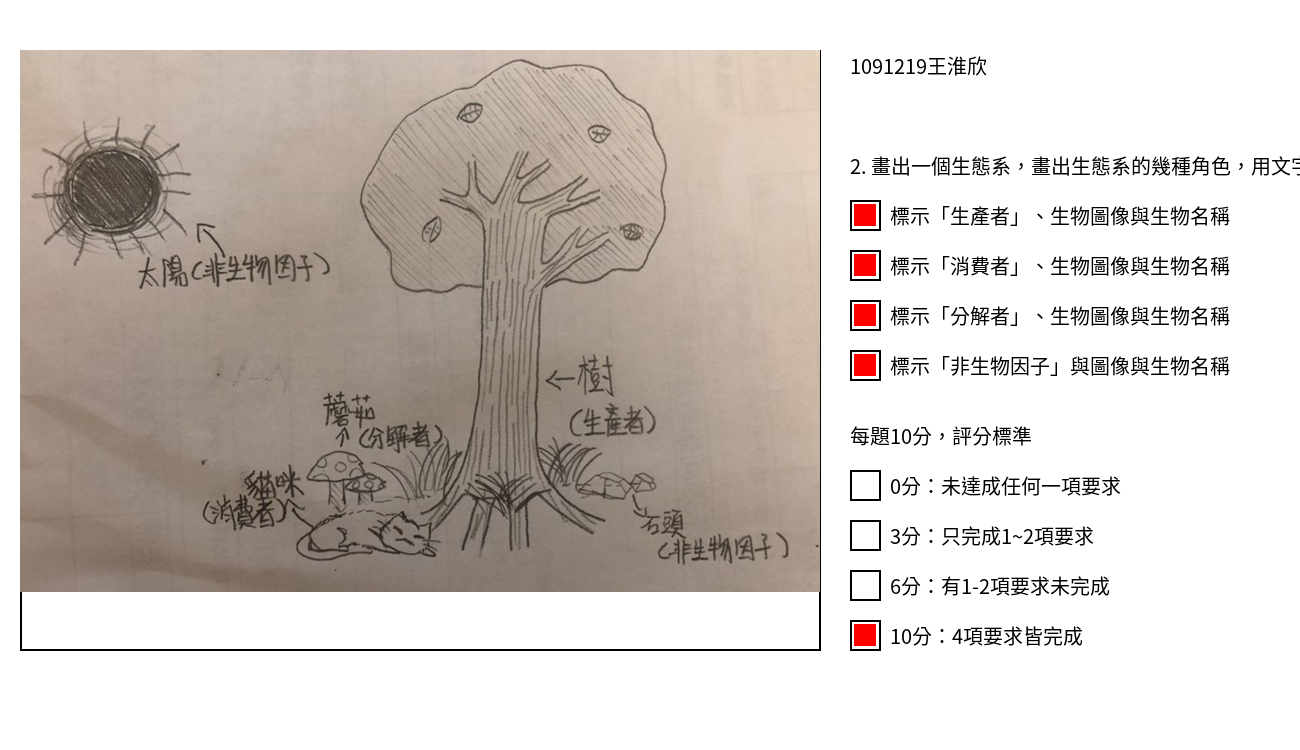 太陽(非生物因子)
←樹
(生產者)
蘑菇
(分解者)
貓咪
(消費者)
石頭
(非生物因子)
1091219王淮欣
2. 畫出一個生態系，畫出生態系的幾種角色，用文字
標示「生產者」、生物圖像與生物名稱
標示「消費者」、生物圖像與生物名稱
標示「分解者」、生物圖像與生物名稱
標示「非生物因子」與圖像與生物名稱
每題10分，評分標準
0分：未達成任何一項要求
3分：只完成1~2項要求
6分：有1-2項要求未完成
10分：4項要求皆完成